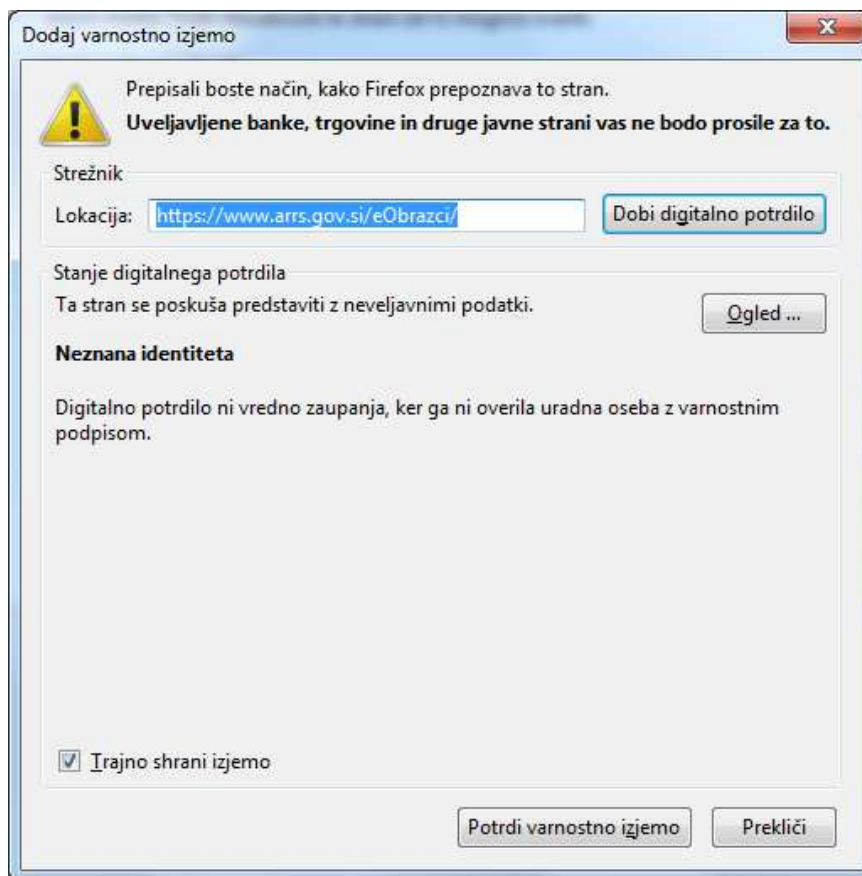 Dodaj varnostno izjemo
Prepisali boste način, kako Firefox prepoznava to stran.
Uveljavljene banke, trgovine in druge javne strani vas ne bodo prosile za to.
Strežnik
Lokacija: https://www.arrs.gov.si/eObrazci/ Dobi digitalno potrdilo
Stanje digitalnega potrdila
Ta stran se poskuša predstaviti z neveljavnimi podatki. Ogled ...
Neznana identiteta
Digitalno potrdilo ni vredno zaupanja, ker ga ni overila uradna oseba z varnostnim
podpisom.
Trajno shrani izjemo
Potrdi varnostno izjemo Prekliči